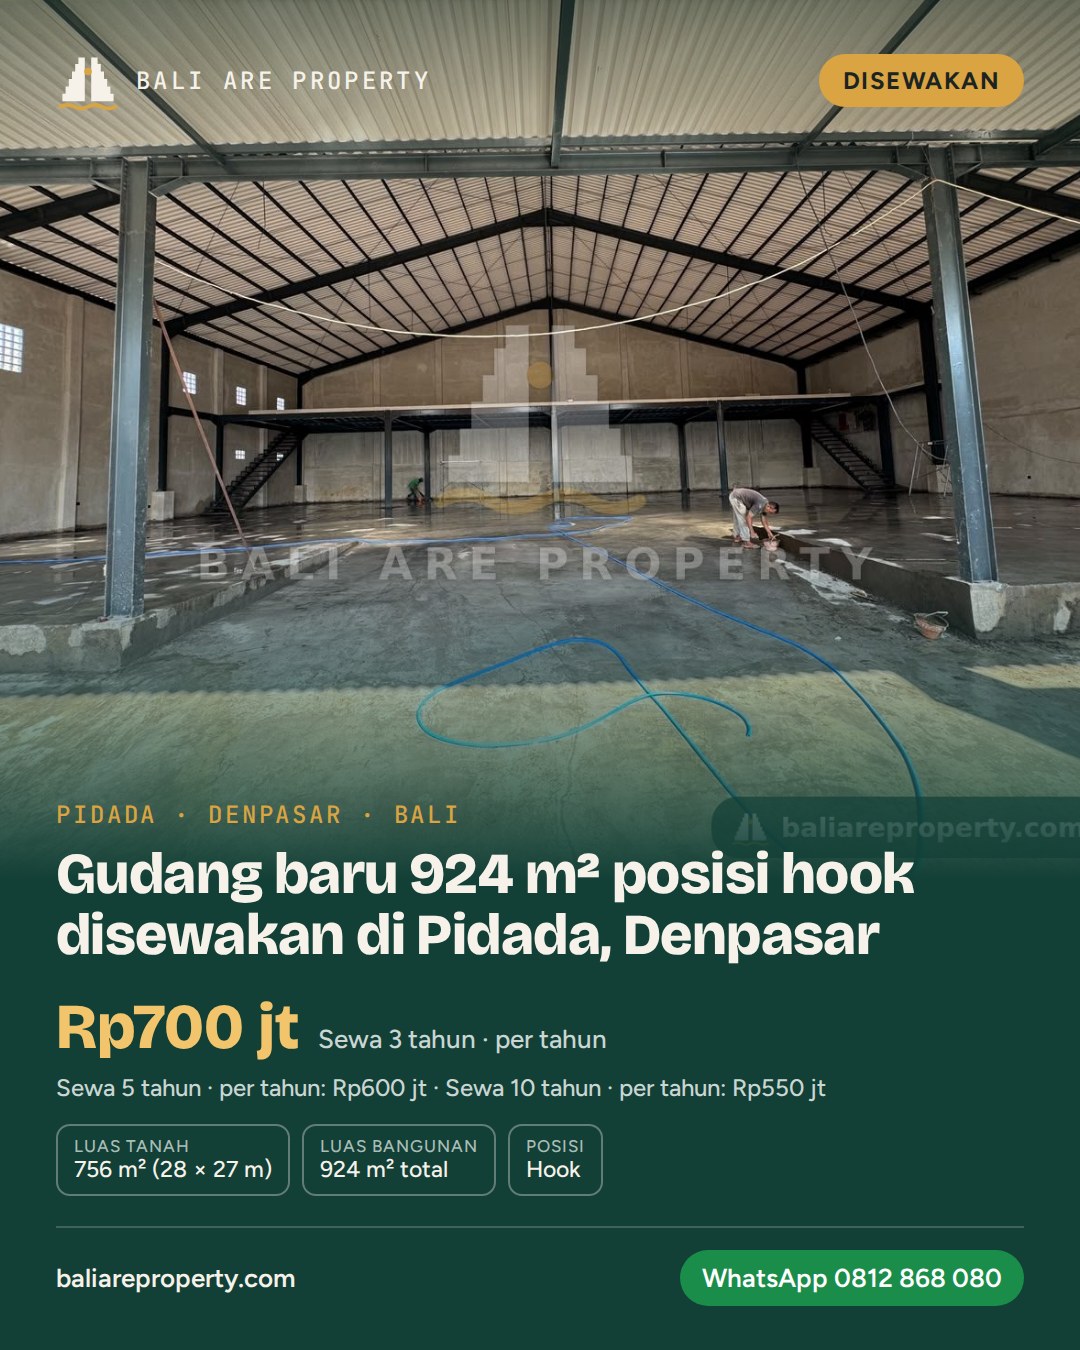 BALI ARE PROPERTY
DISEWAKAN
BALI ARE PROPERTY
baliareproperty.com
PIDADA · DENPASAR · BALI
Gudang baru 924 m² posisi hook
disewakan di Pidada, Denpasar
Rp700 jt Sewa 3 tahun · per tahun
Sewa 5 tahun · per tahun: Rp600 jt · Sewa 10 tahun · per tahun: Rp550 jt
LUAS TANAH
756 m² (28 × 27 m)
LUAS BANGUNAN
924 m² total
POSISI
Hook
baliareproperty.com
WhatsApp 0812 868 080